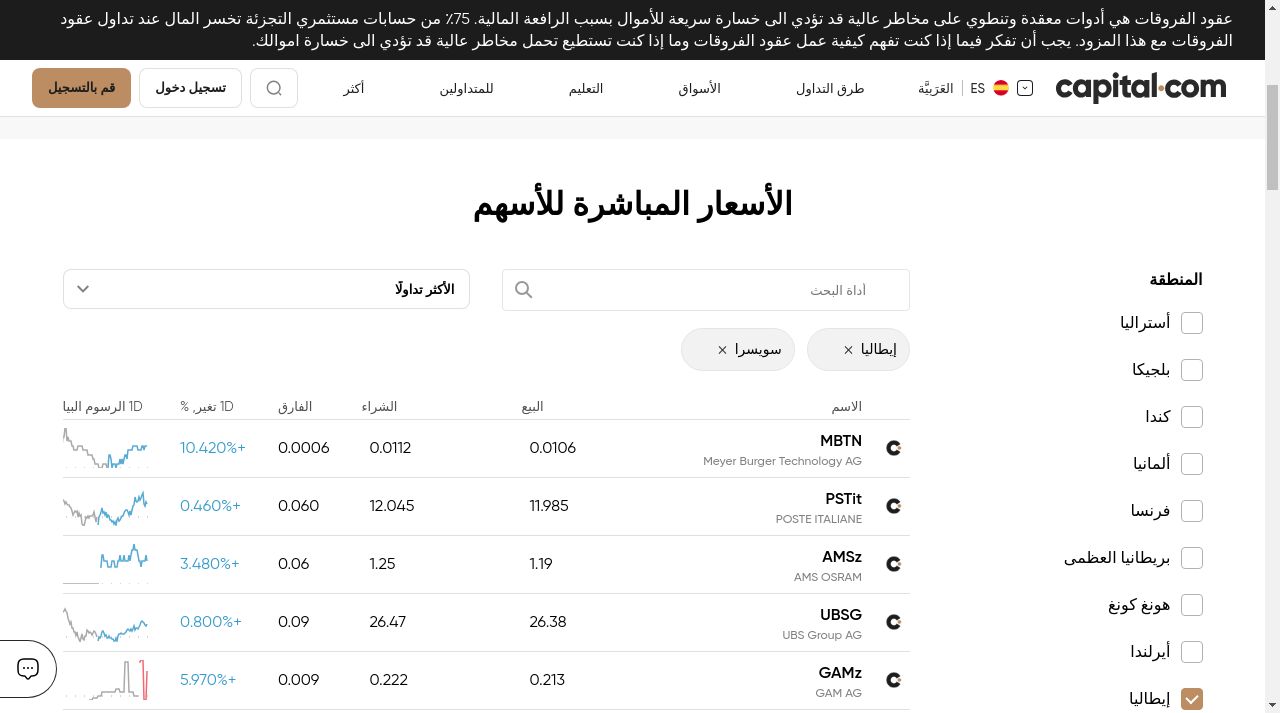 عقود الفروقات هي أدوات معقدة وتنطوي على مخاطر عالية قد تؤدي الى خسارة سريعة للأموال بسبب الرافعة المالية. 75٪ من حسابات مستثمري التجزئة تخسر المال عند تداول عقود
الفروقات مع هذا المزود. يجب أن تفكر فيما إذا كنت تفهم كيفية عمل عقود الفروقات وما إذا كنت تستطيع تحمل مخاطر عالية قد تؤدي الى خسارة اموالك.
capital.com
ES العَرَبيَّة
طرق التداول
الأسواق
التعليم
للمتداولين
أكثر
تسجيل دخول
قم بالتسجيل
الأسعار المباشرة للأسهم
المنطقة
أستراليا
بلجيكا
كندا
ألمانيا
فرنسا
بريطانيا العظمى
هونغ كونغ
أيرلندا
إيطاليا
أداة البحث
الأكثر تداولًا
إيطاليا
سويسرا
الاسم البيع الشراء الفارق 1D تغير, % 1D الرسوم البيا
MBTN 0.0106 0.0112 0.0006 10.420%+
Meyer Burger Technology AG
PSTit 11.985 12.045 0.060 0.460%+
POSTE ITALIANE
AMSz 1.19 1.25 0.06 3.480%+
AMS OSRAM
UBSG 26.38 26.47 0.09 0.800%+
UBS Group AG
GAMz 0.213 0.222 0.009 5.970%+
GAM AG